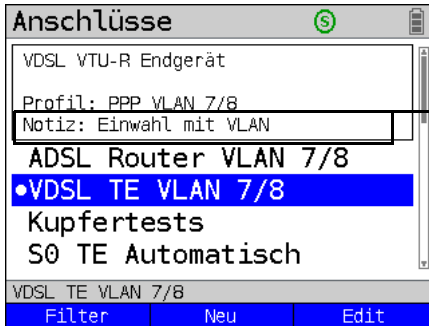 Anschlüsse S
VDSL VTU-R Endgerät
Profil: PPP VLAN 7/8
Notiz: Einwahl mit VLAN
ADSL Router VLAN 7/8
•VDSL TE VLAN 7/8
Kupfertests
S0 TE Automatisch
VDSL TE VLAN 7/8
Filter Neu Edit